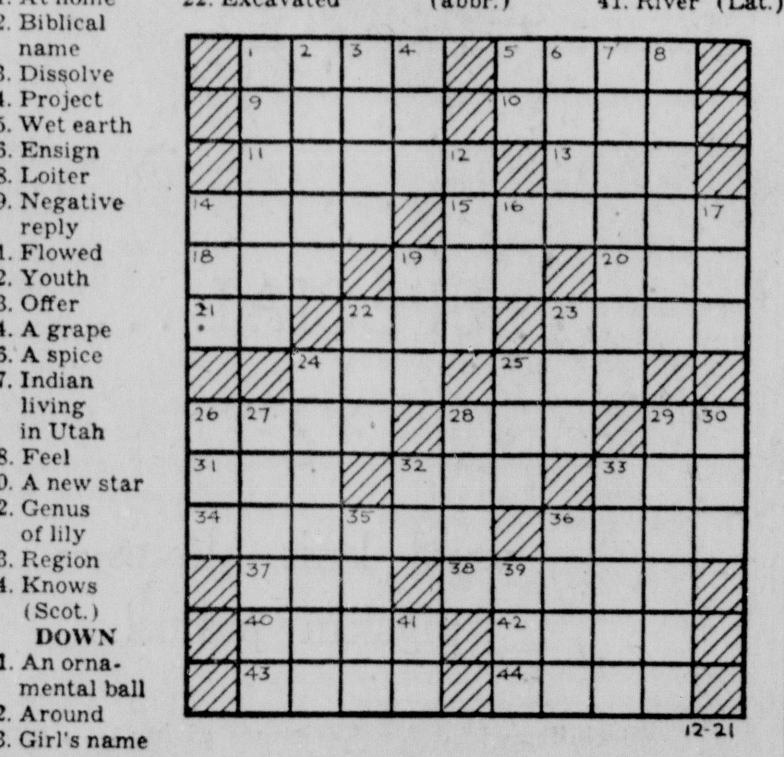 1. At home
22. Excavated
(abbr.)
41. River (Lat.)
2. Biblical
name
3. Dissolve
4. Project
5. Wet earth
6. Ensign
8. Loiter
9. Negative
reply
1. Flowed
2. Youth
3. Offer
4. A grape
6. A spice
7. Indian
living
in Utah
8. Feel
0. A new star
2. Genus
of lily
3. Region
4. Knows
(Scot.)
DOWN
1. An orna-
mental ball
2. Around
3. Girl's name
1 2 3 4 5 6 7 8
9 10
11 12 13
14 15 16 17
18 19 20
21 22 23
24 25
26 27 28 29 30
31 32 33
34 35 36
37 38 39
40 41 42
43 44
12-21